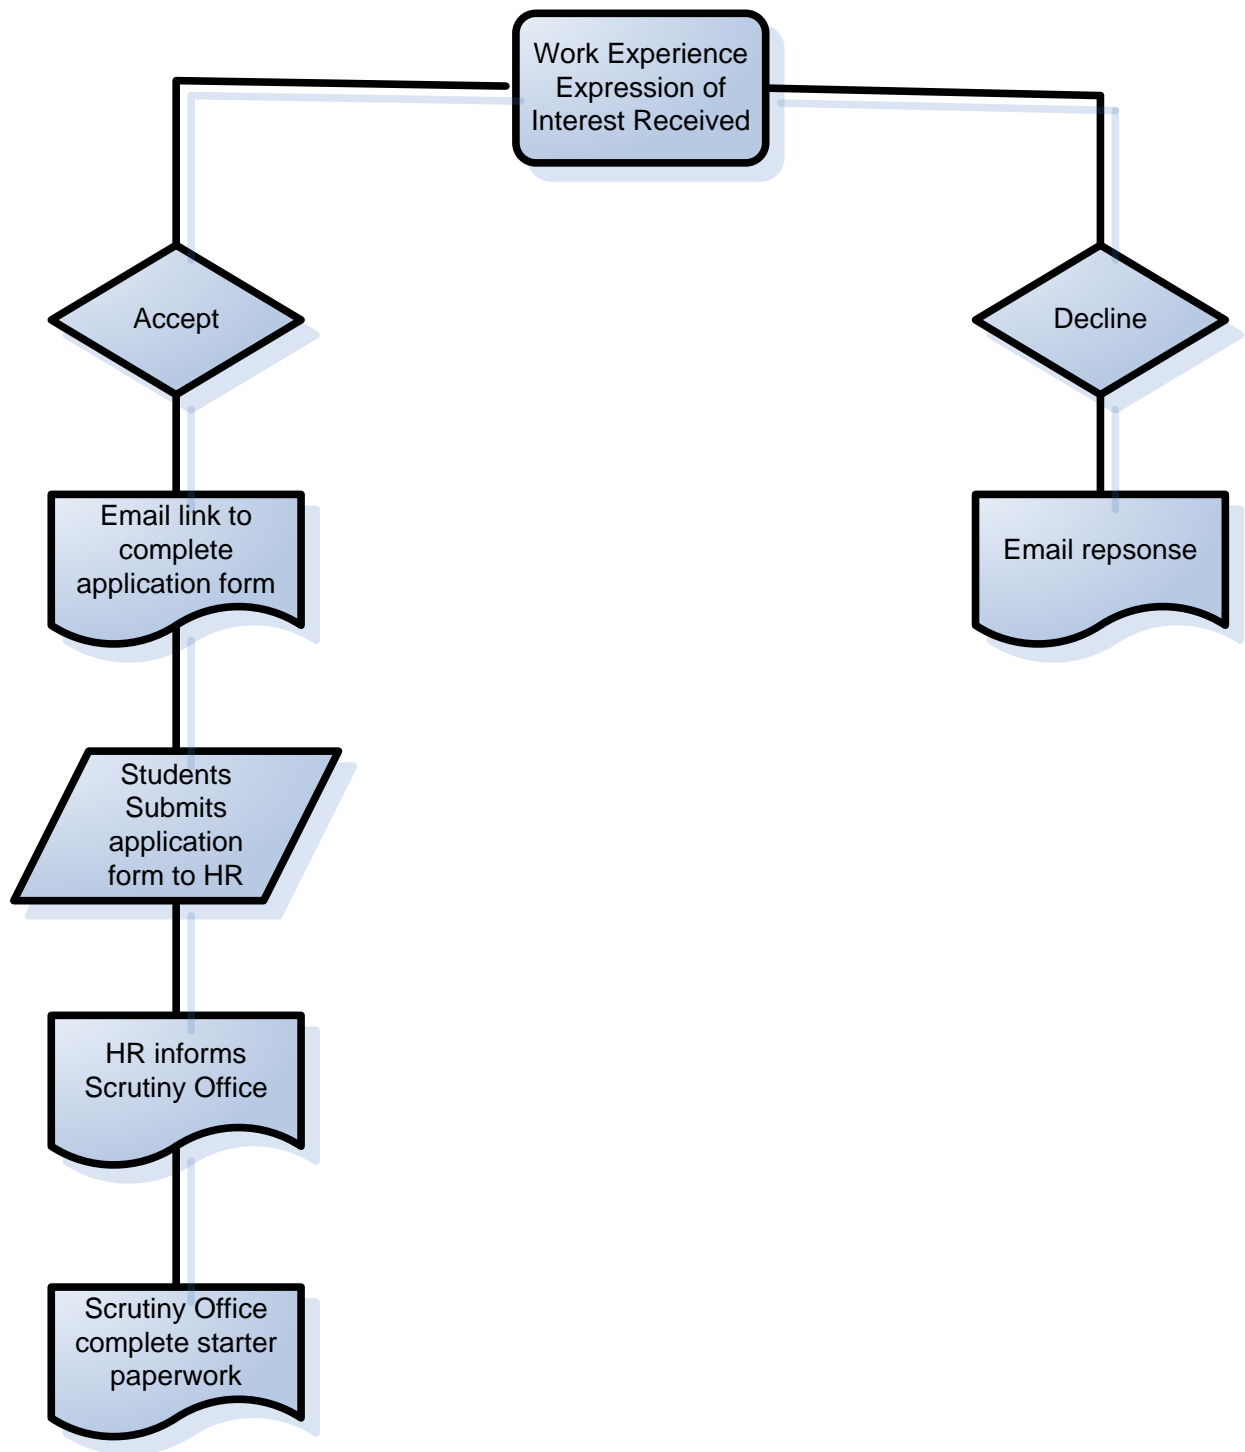 Work Experience
Expression of
Interest Received
Accept
Decline
Email link to
complete
application form
Email repsonse
Students
Submits
application
form to HR
HR informs
Scrutiny Office
Scrutiny Office
complete starter
paperwork